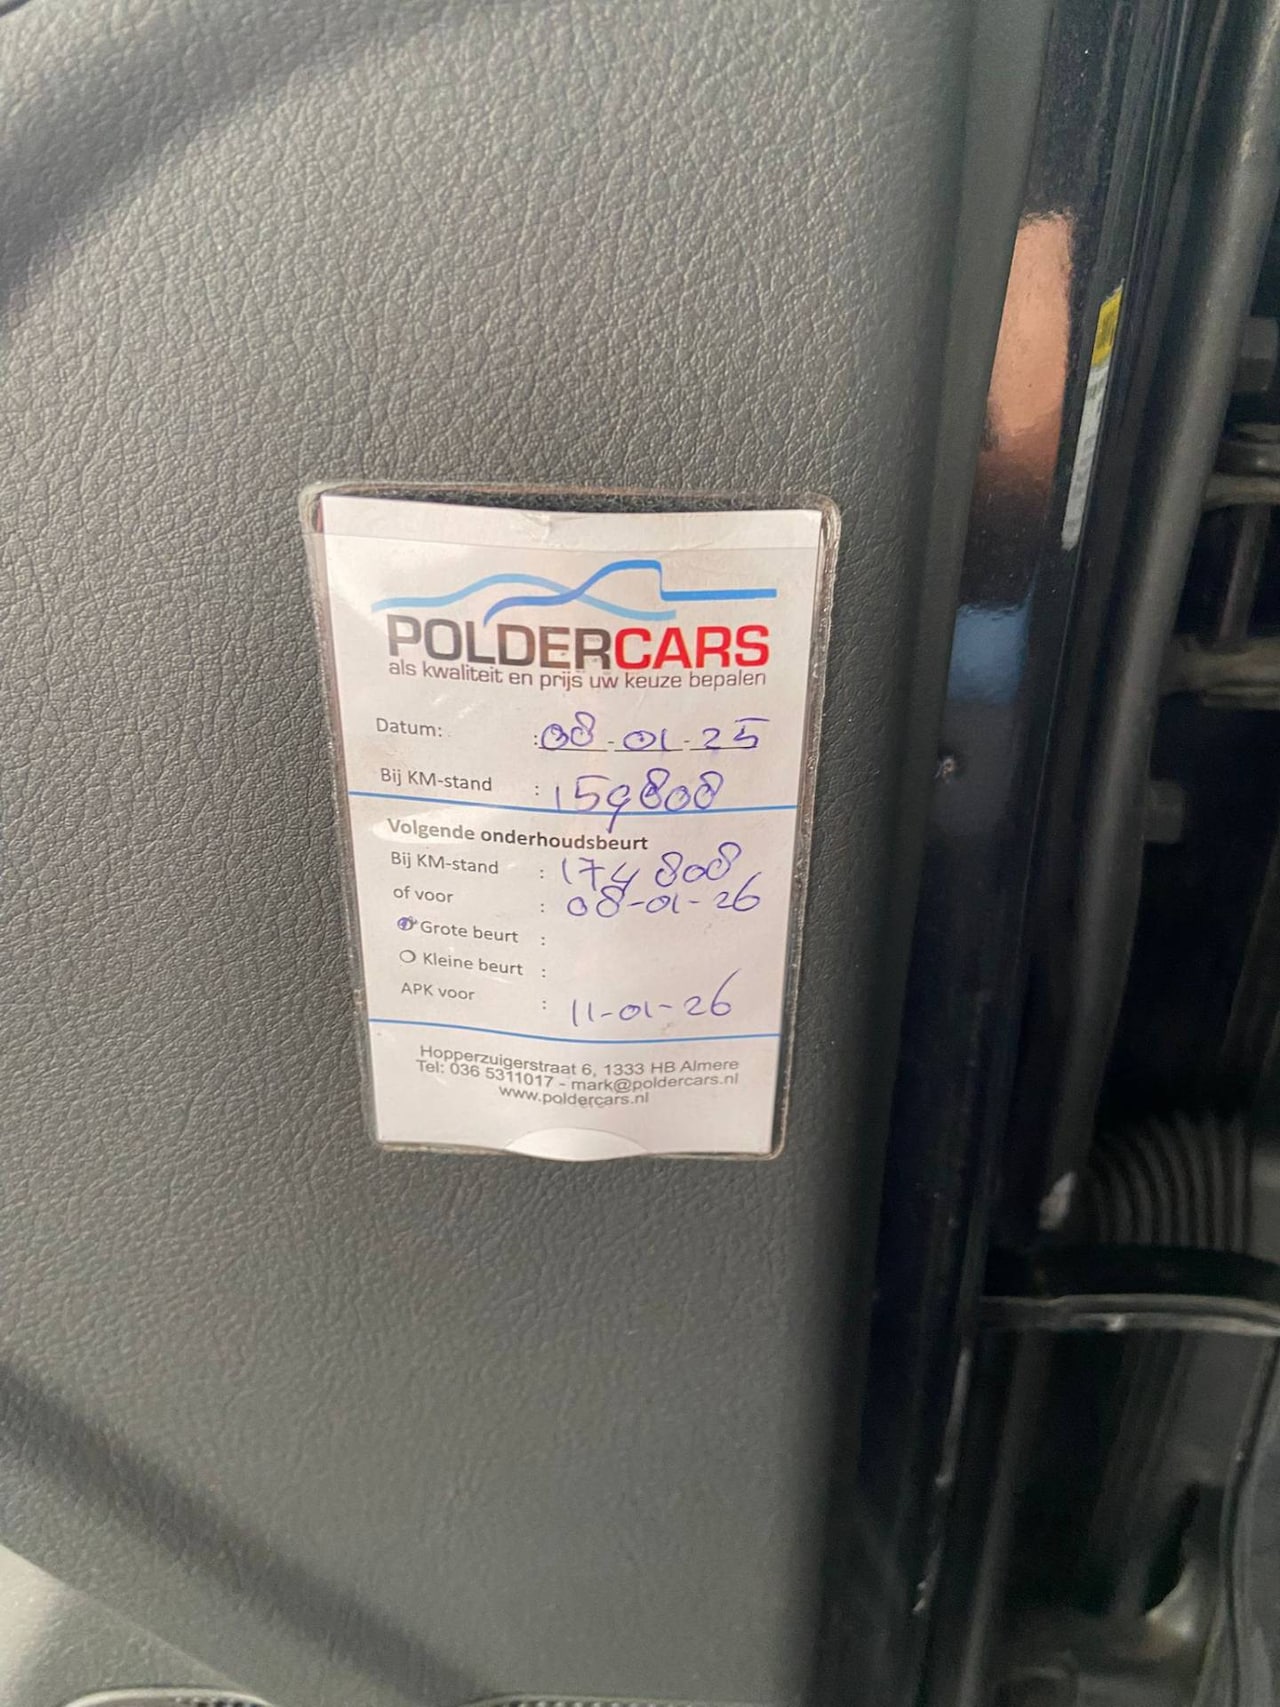 POLDERCARS
als kwaliteit en prijs uw keuze bepalen
Datum: : 08-01-25
Bij KM-stand : 159808
Volgende onderhoudsbeurt
Bij KM-stand : 174808
of voor : 08-01-26
Grote beurt :
Kleine beurt :
APK voor : 11-01-26
Hopperzuigerstraat 6, 1333 HB Almere
Tel: 036 5311017 - mark@poldercars.nl
www.poldercars.nl